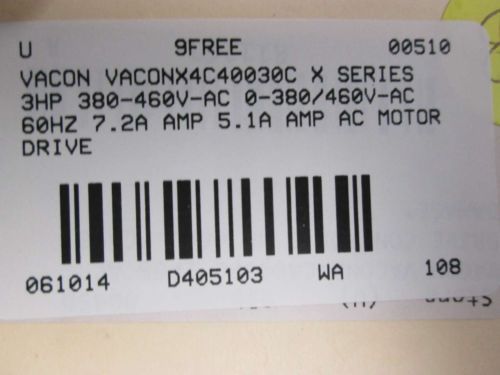 U 9FREE 00510
VACON VACONX4C40030C X SERIES
3HP 380-460V-AC 0-380/460V-AC
60HZ 7.2A AMP 5.1A AMP AC MOTOR
DRIVE
061014 D405103 WA 108